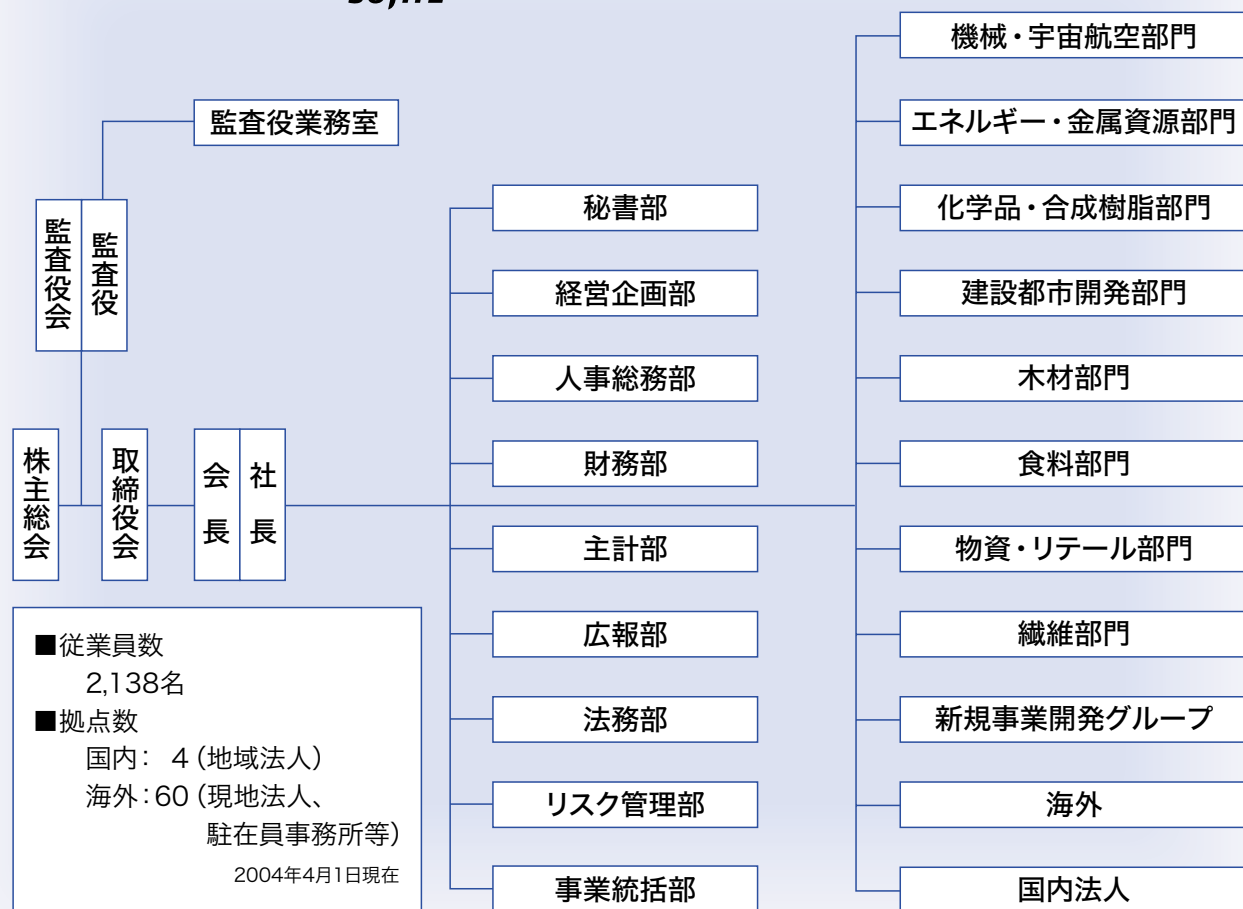 監査役業務室
監査役会
監査役
株主総会
取締役会
会長
社長
秘書部
経営企画部
人事総務部
財務部
主計部
広報部
法務部
リスク管理部
事業統括部
機械・宇宙航空部門
エネルギー・金属資源部門
化学品・合成樹脂部門
建設都市開発部門
木材部門
食料部門
物資・リテール部門
繊維部門
新規事業開発グループ
海外
国内法人
■従業員数
2,138名
■拠点数
国内： 4（地域法人）
海外：60（現地法人、
駐在員事務所等）
2004年4月1日現在